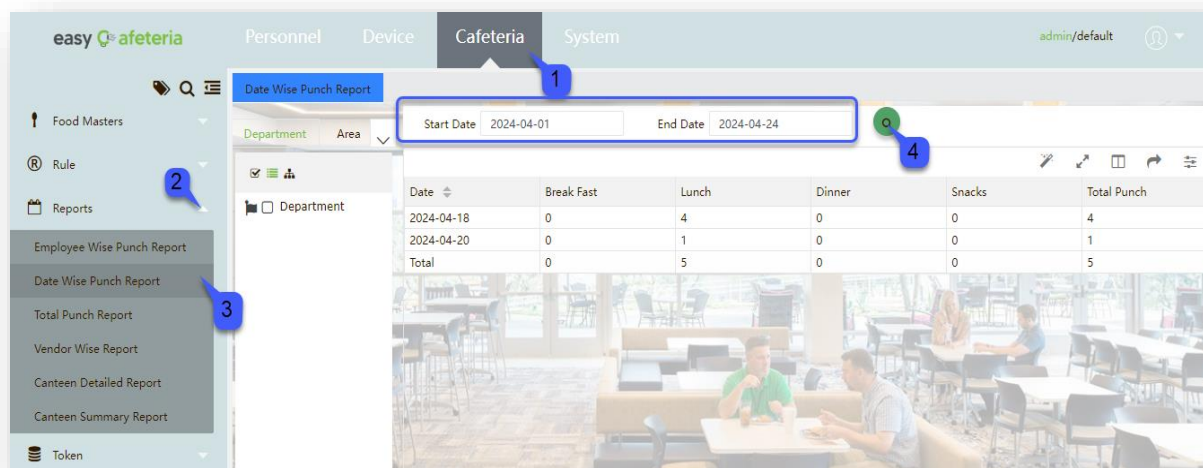 easy Cafeteria
Personnel Device Cafeteria System
admin/default
1
Date Wise Punch Report
Food Masters
Rule
2
Reports
Employee Wise Punch Report
Date Wise Punch Report
3
Total Punch Report
Vendor Wise Report
Canteen Detailed Report
Canteen Summary Report
Token
Department Area
Department
Start Date 2024-04-01 End Date 2024-04-24
4
Date Break Fast Lunch Dinner Snacks Total Punch
2024-04-18 0 4 0 0 4
2024-04-20 0 1 0 0 1
Total 0 5 0 0 5